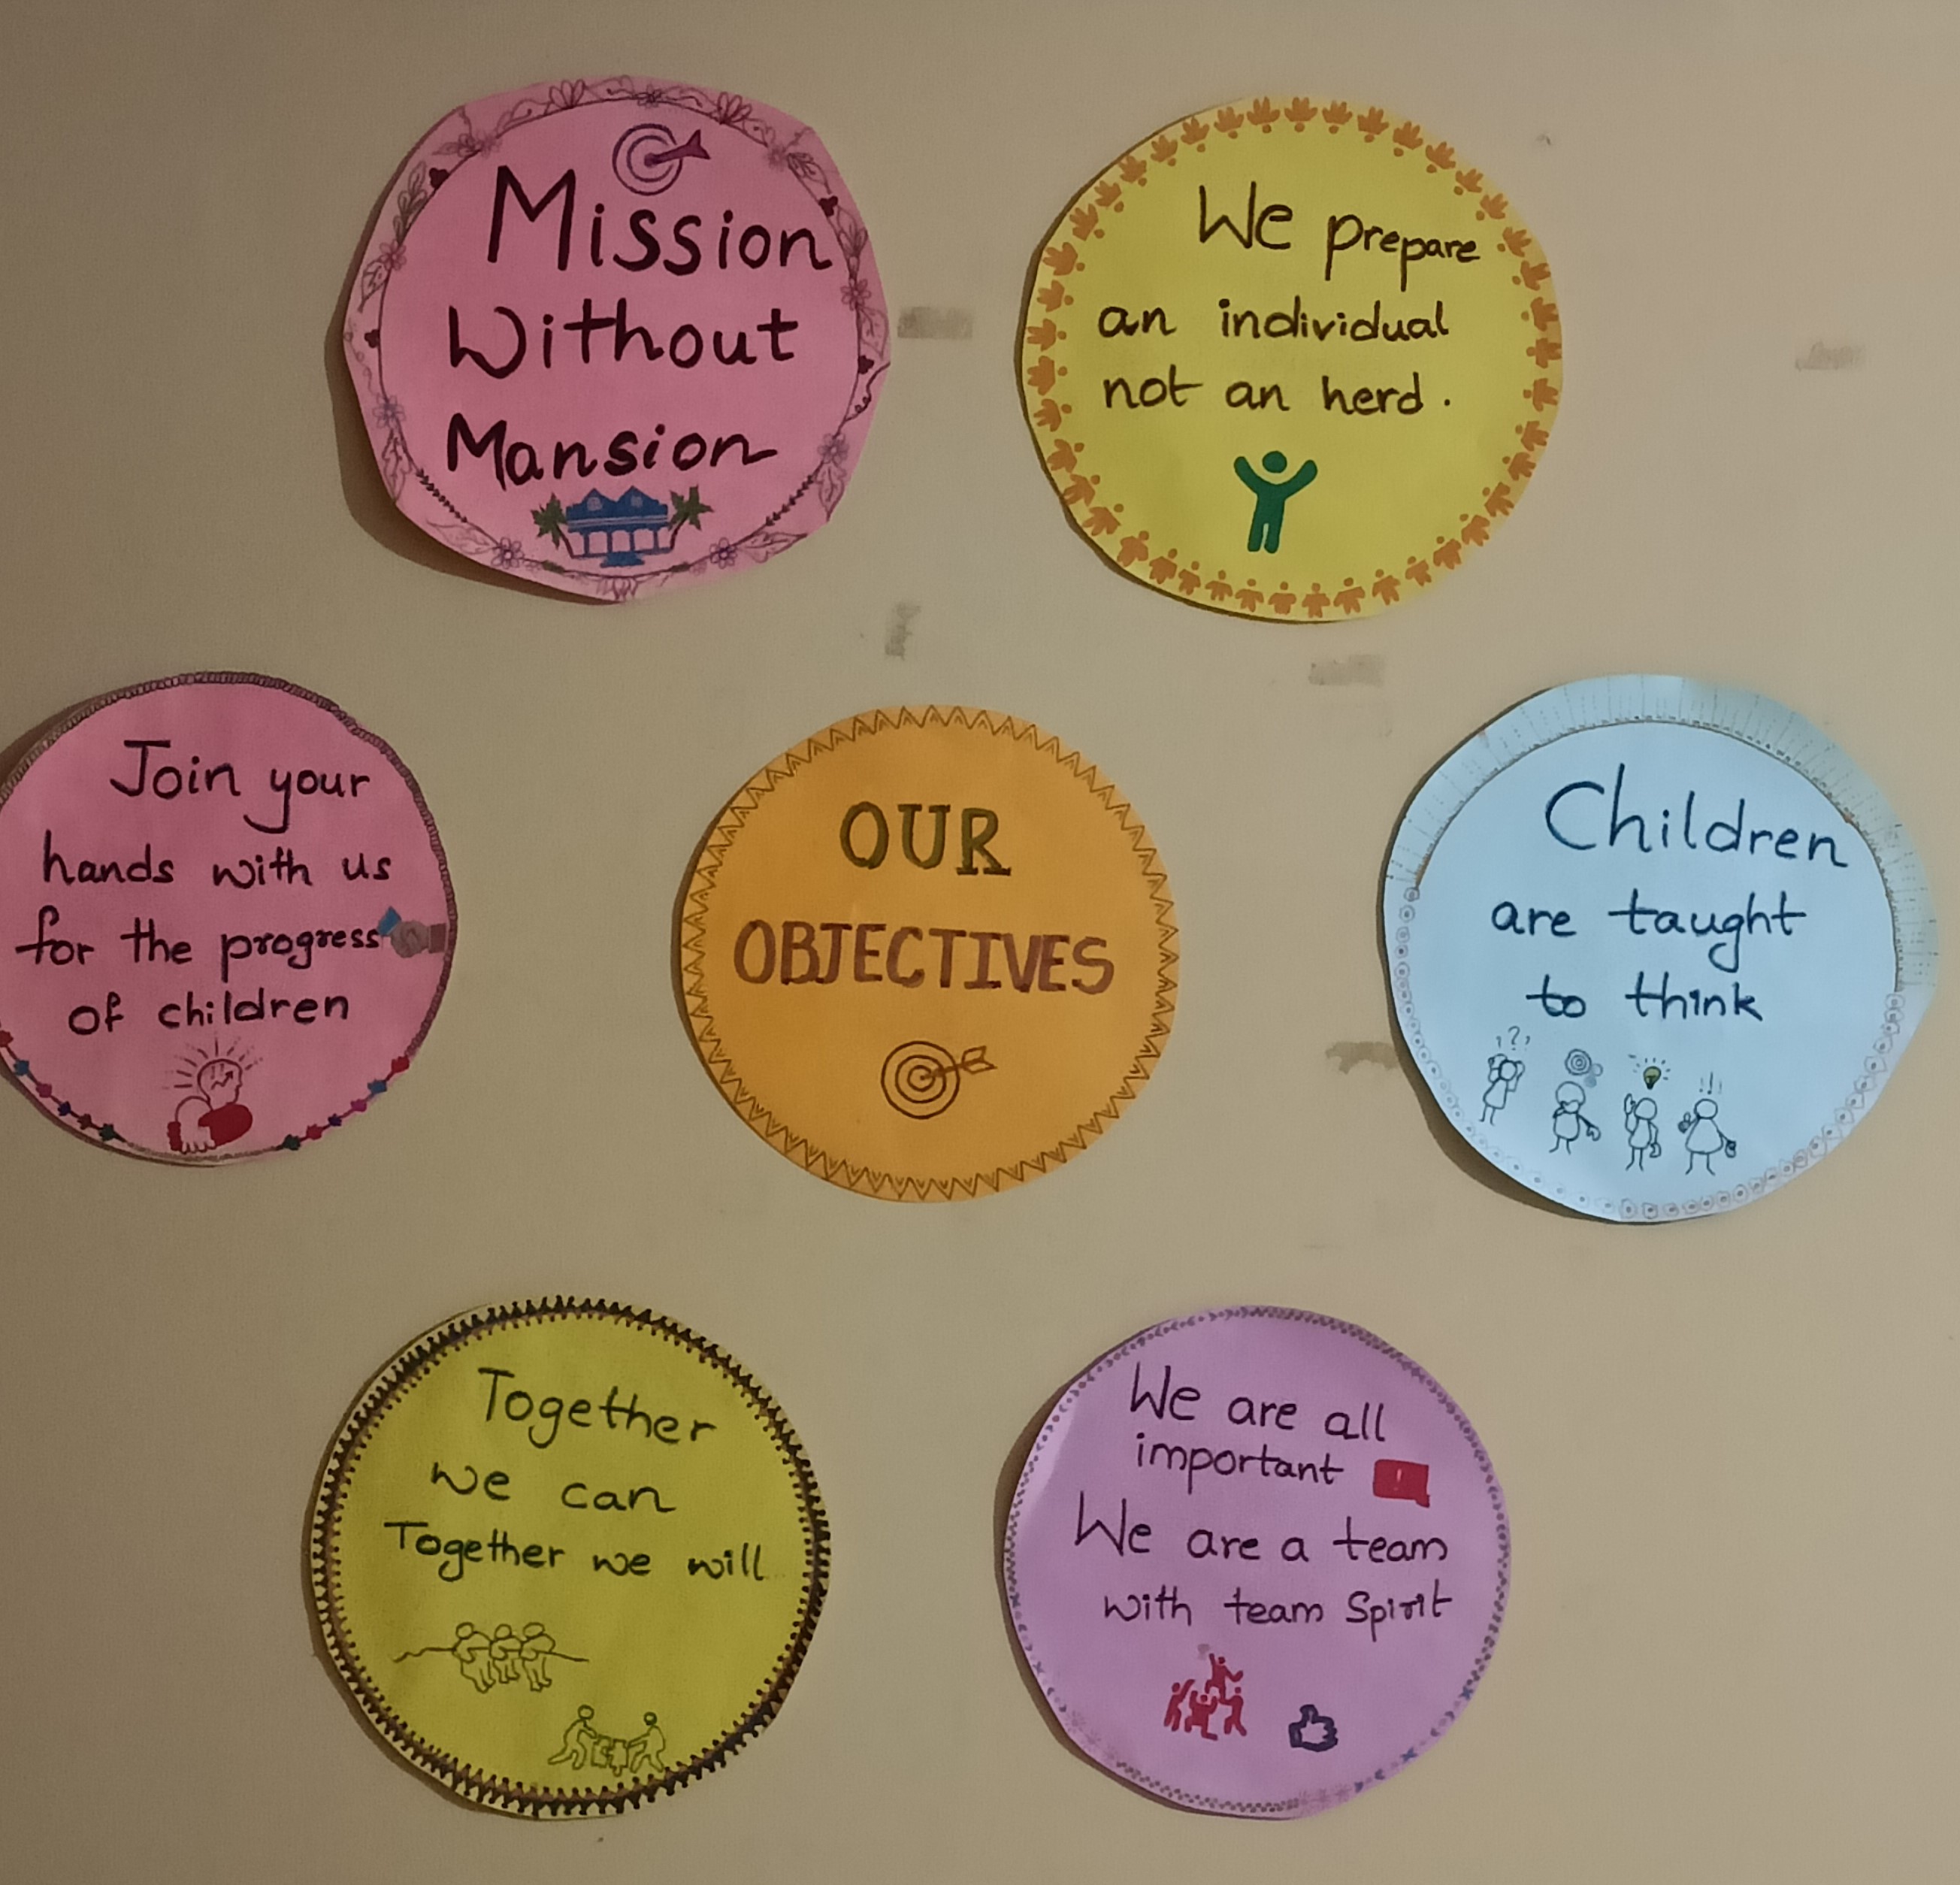 Mission
Without
Mansion
We prepare
an individual
not an herd.
Join your
hands with us
for the progress
of children
OUR
OBJECTIVES
Children
are taught
to think
???
!!
Together
we can
Together we will
We are all
important !
We are a team
with team Spirit